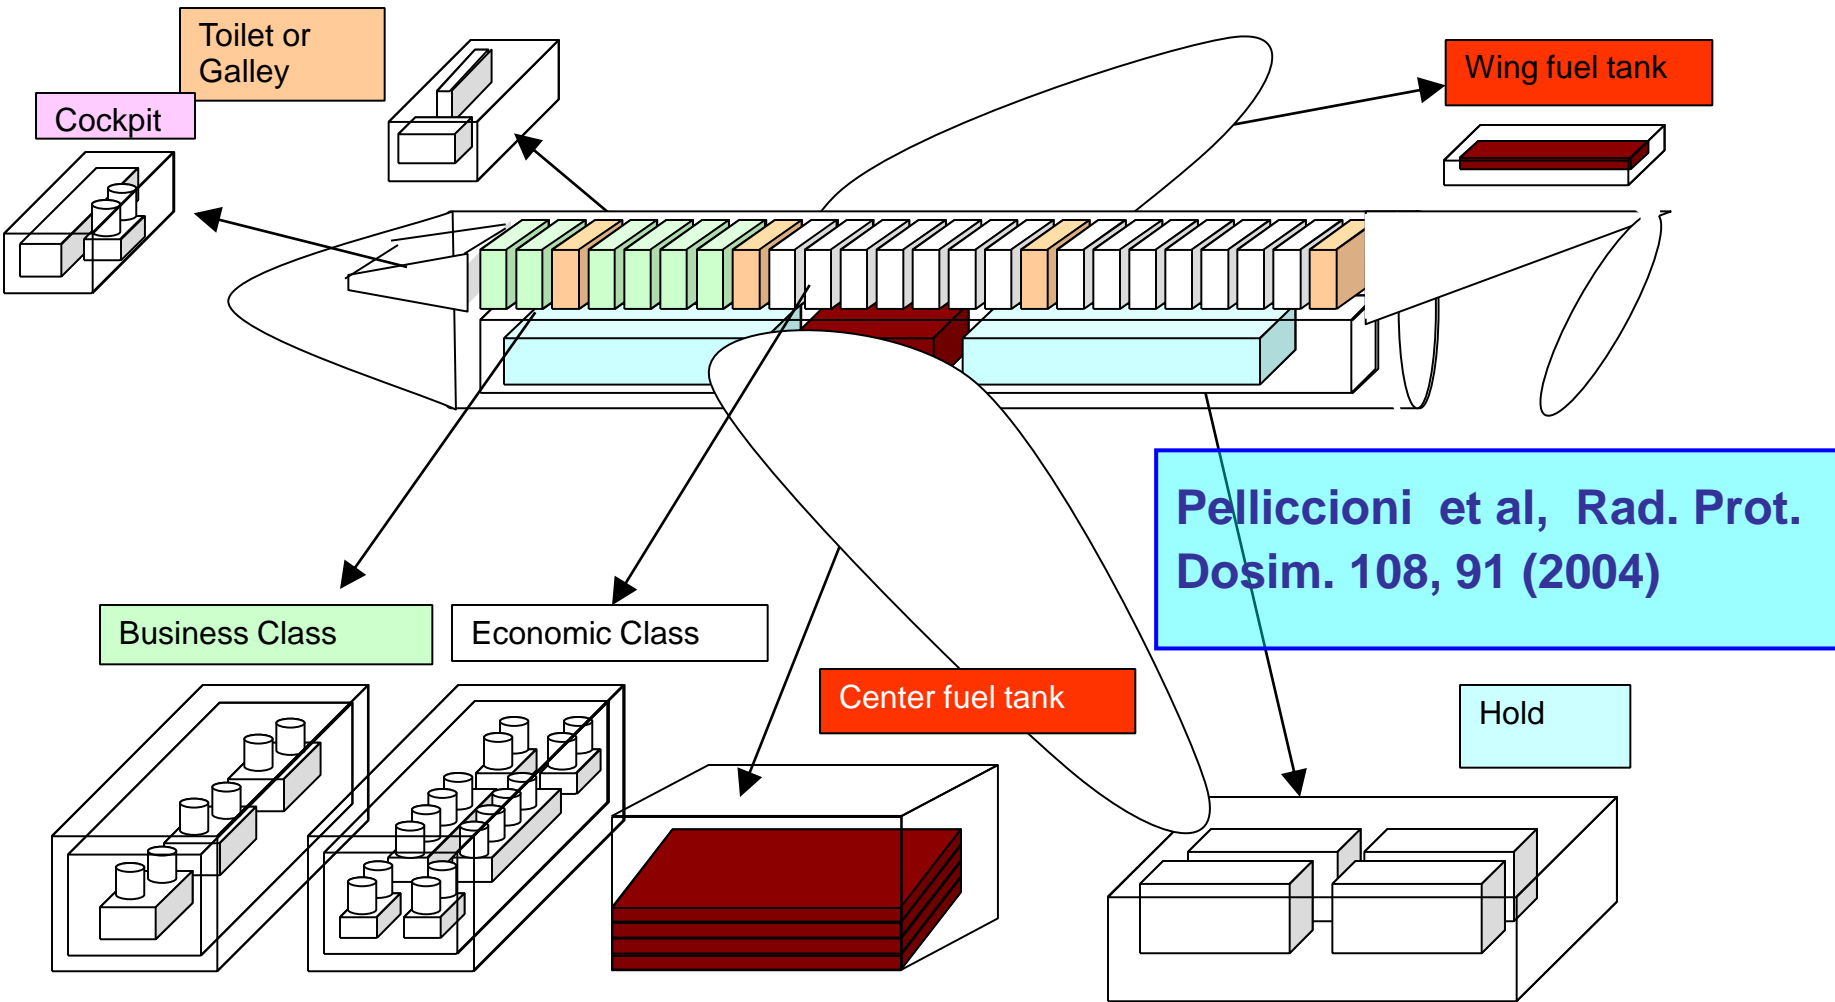 Toilet or
Galley
Wing fuel tank
Cockpit
Pelliccioni et al, Rad. Prot.
Dosim. 108, 91 (2004)
Business Class
Economic Class
Center fuel tank
Hold